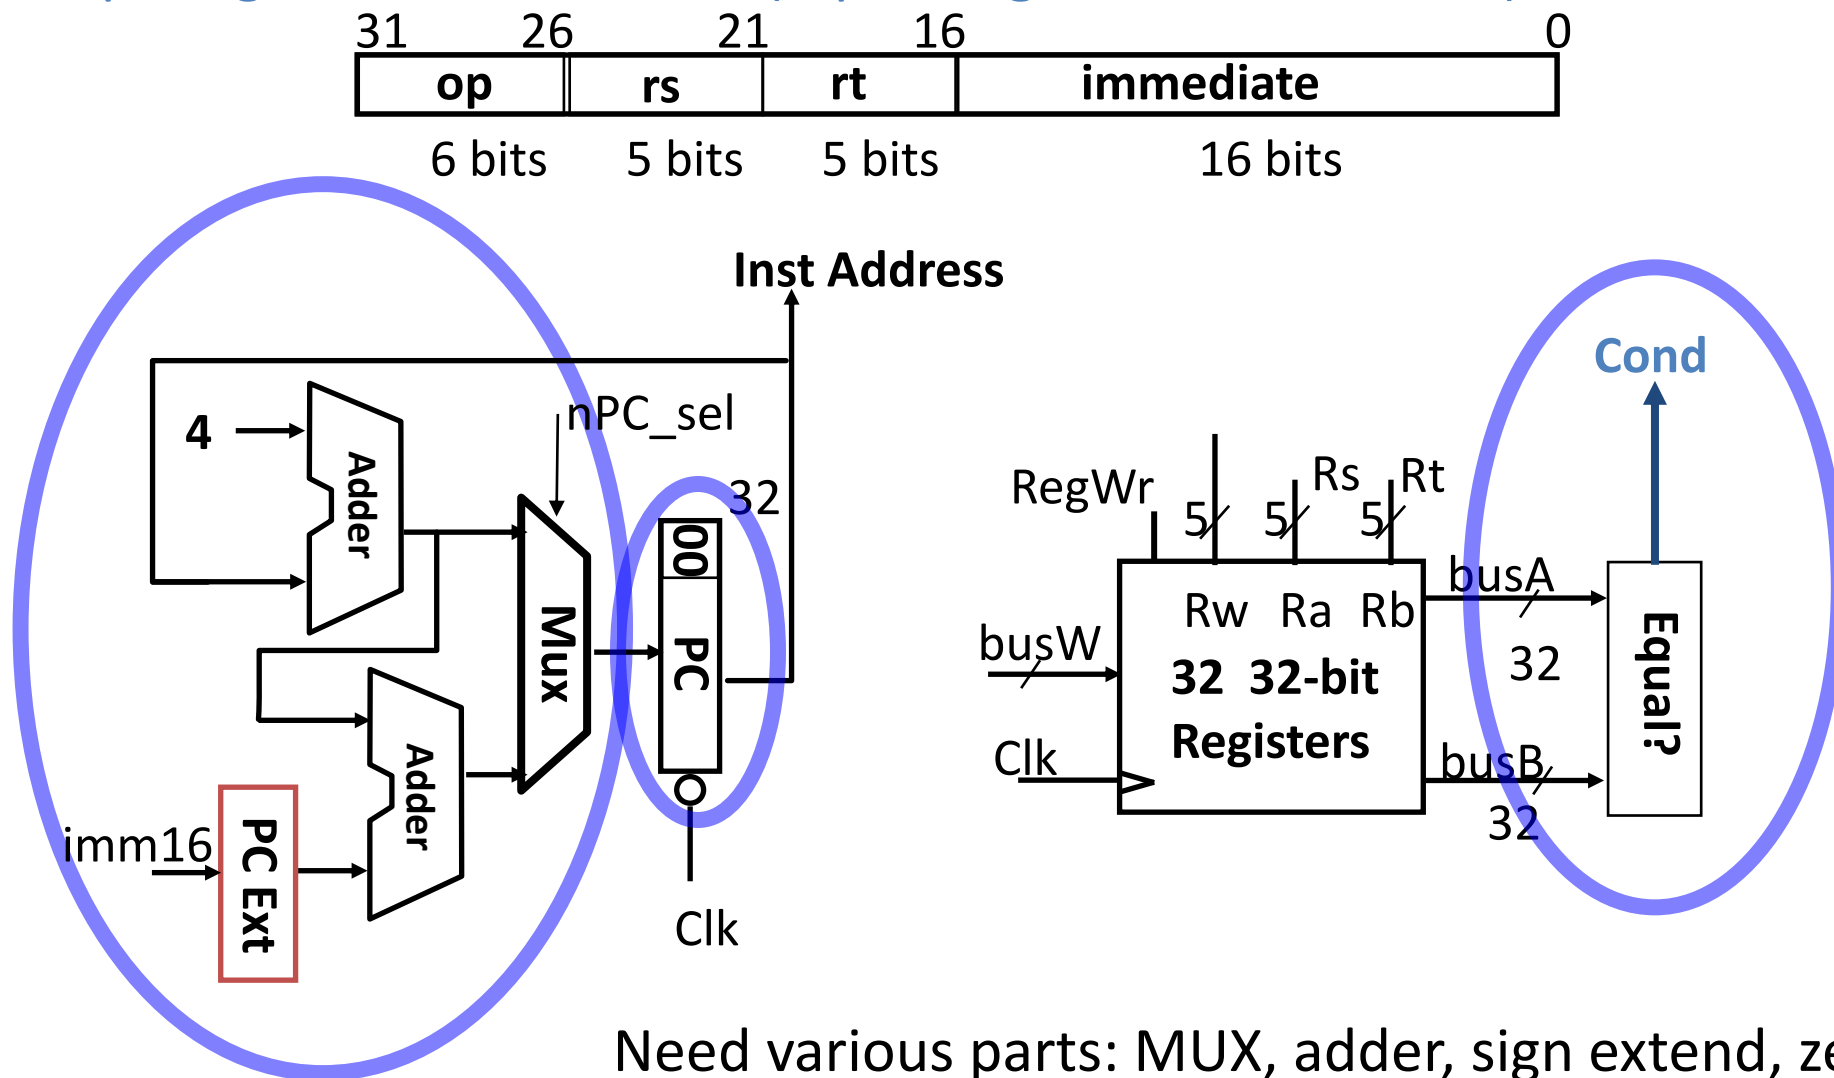 31 26 21 16 0
op rs rt immediate
6 bits 5 bits 5 bits 16 bits
Inst Address
Cond
4
Adder
nPC_sel
32
RegWr
5
5
Rs
5
Rt
00
PC
Mux
busA
32
Equal?
Rw Ra Rb
busW
32 32-bit
Registers
Clk
busB
32
Adder
imm16
PC Ext
Clk
Need various parts: MUX, adder, sign extend,